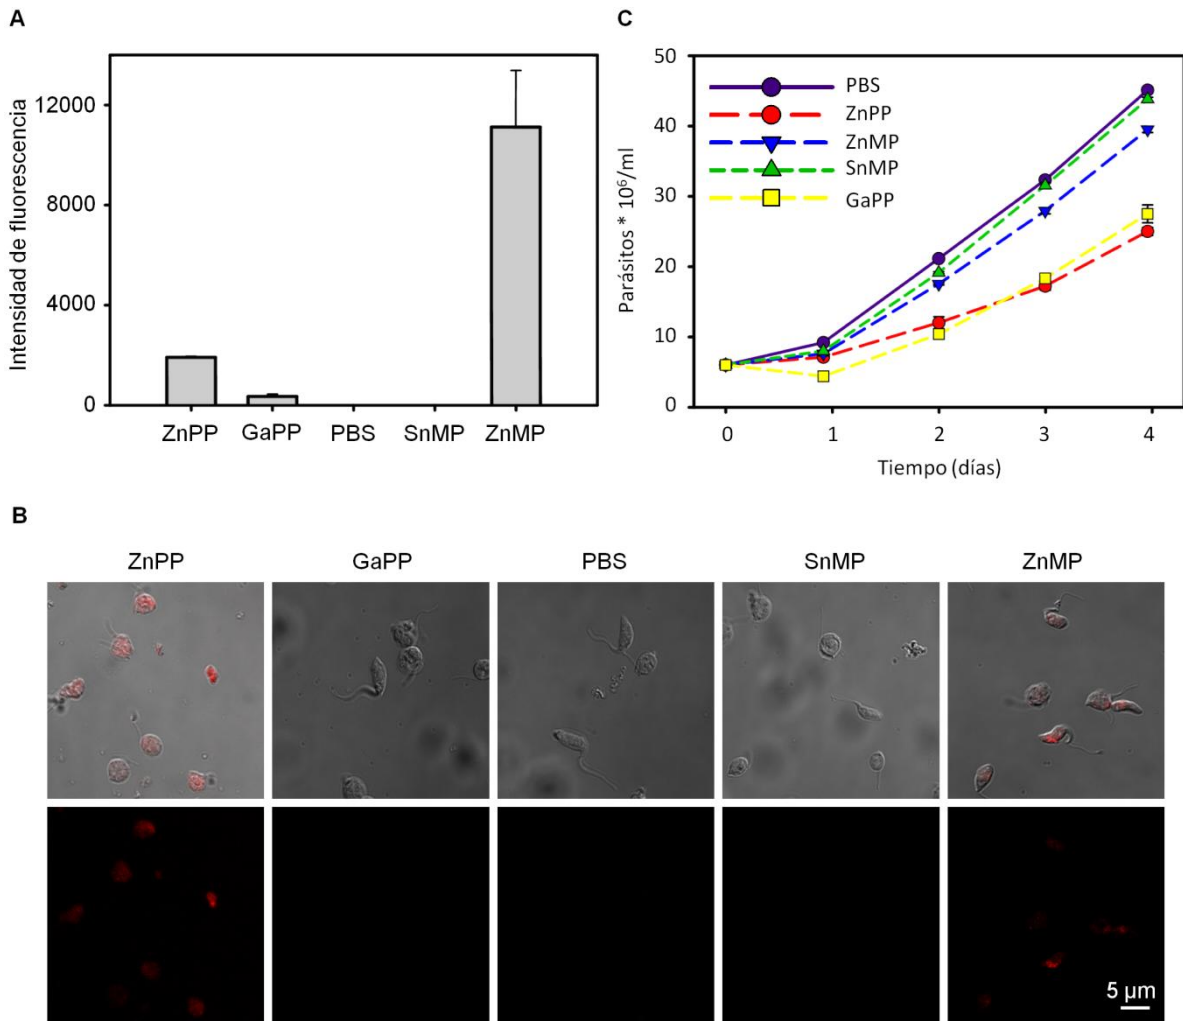 A
Intensidad de fluorescencia
12000
8000
4000
0
ZnPP GaPP PBS SnMP ZnMP
C
Parásitos * 10⁶/ml
50
40
30
20
10
0
PBS
ZnPP
ZnMP
SnMP
GaPP
0 1 2 3 4
Tiempo (días)
B
ZnPP GaPP PBS SnMP ZnMP
5 µm